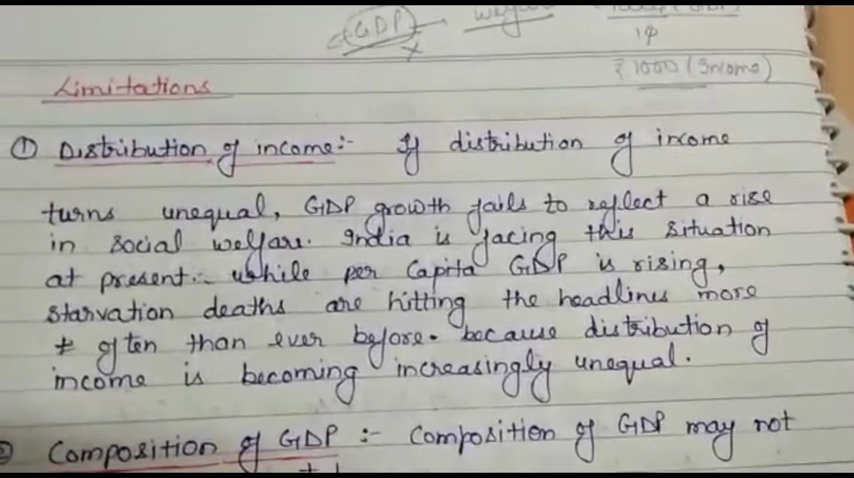 GDP welfare
19
₹1000 (Income)
Limitations
① Distribution of income:- If distribution of income
turns unequal, GDP growth fails to reflect a rise
in social welfare. India is facing this situation
at present:- while per Capita GDP is rising,
starvation deaths are hitting the headlines more
often than ever before. because distribution of
income is becoming increasingly unequal.
② Composition of GDP :- Composition of GDP may not